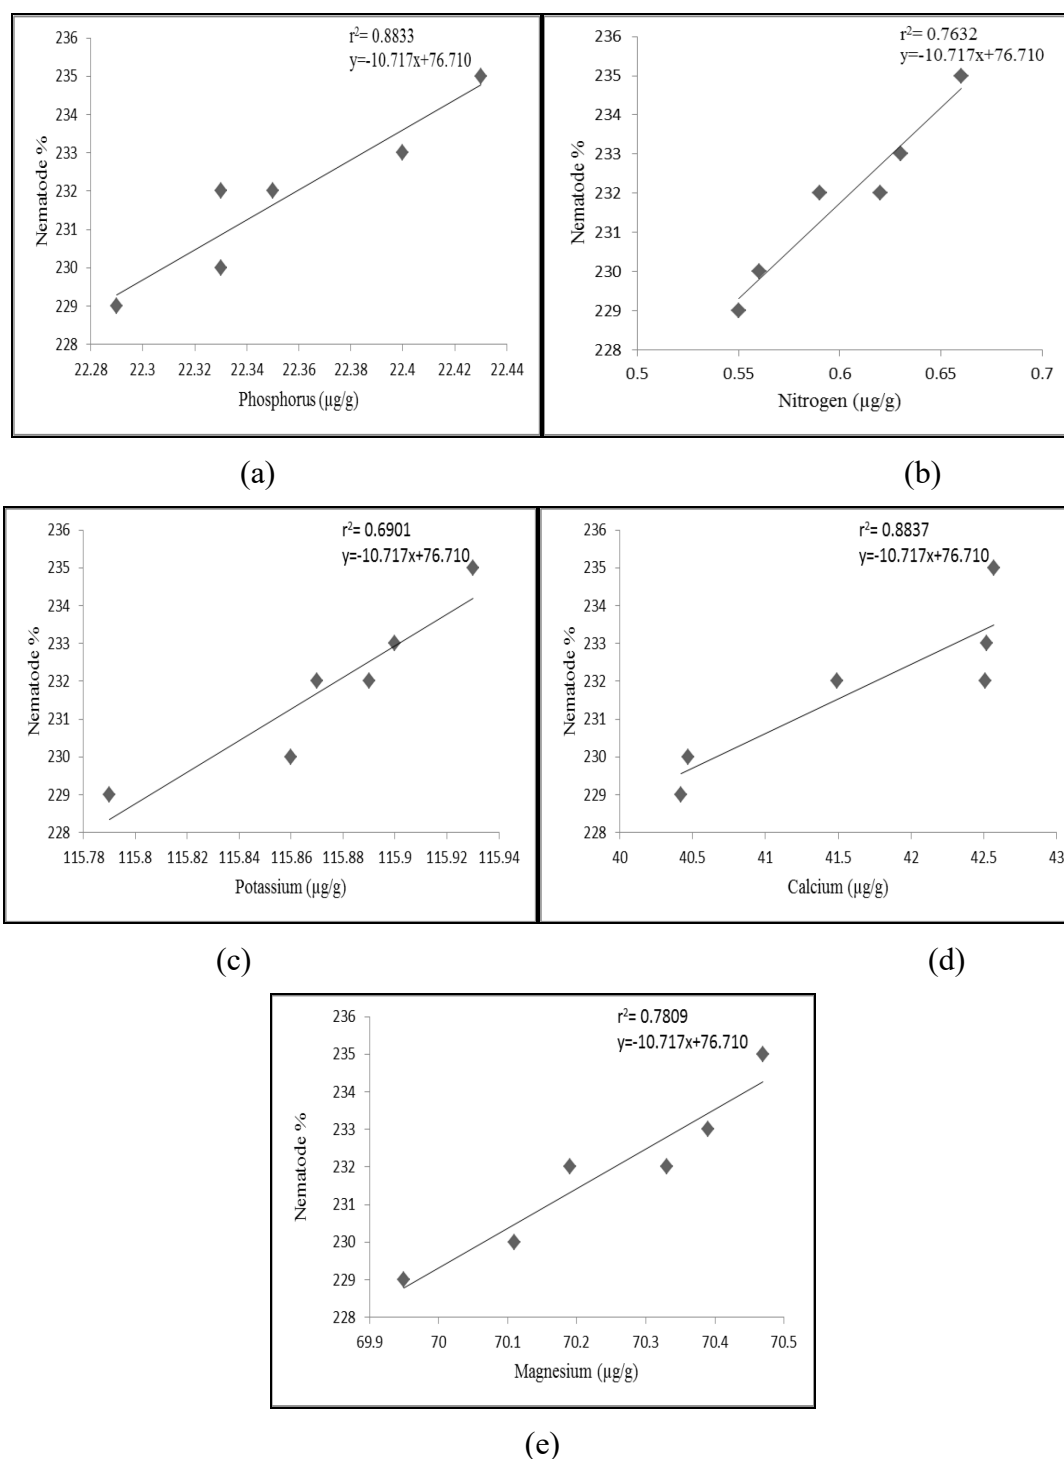 r²= 0.8833
y=-10.717x+76.710
236
235
234
233
232
231
230
229
228
Nematode %
22.28 22.3 22.33 22.34 22.36 22.38 22.4 22.42 22.44
Phosphorus (µg/g)
(a)
r²= 0.7632
y=-10.717x+76.710
236
235
234
233
232
231
230
229
228
Nematode %
0.5 0.55 0.6 0.65 0.7
Nitrogen (µg/g)
(b)
r²= 0.6901
y=-10.717x+76.710
236
235
234
233
232
231
230
229
228
Nematode %
115.78 115.8 115.82 115.84 115.86 115.88 115.9 115.92 115.94
Potassium (µg/g)
(c)
r²= 0.8837
y=-10.717x+76.710
236
235
234
233
232
231
230
229
228
Nematode %
40 40.5 41 41.5 42 42.5 43
Calcium (µg/g)
(d)
r²= 0.7809
y=-10.717x+76.710
236
235
234
233
232
231
230
229
228
Nematode %
69.9 70 70.1 70.2 70.3 70.4 70.5
Magnesium (µg/g)
(e)